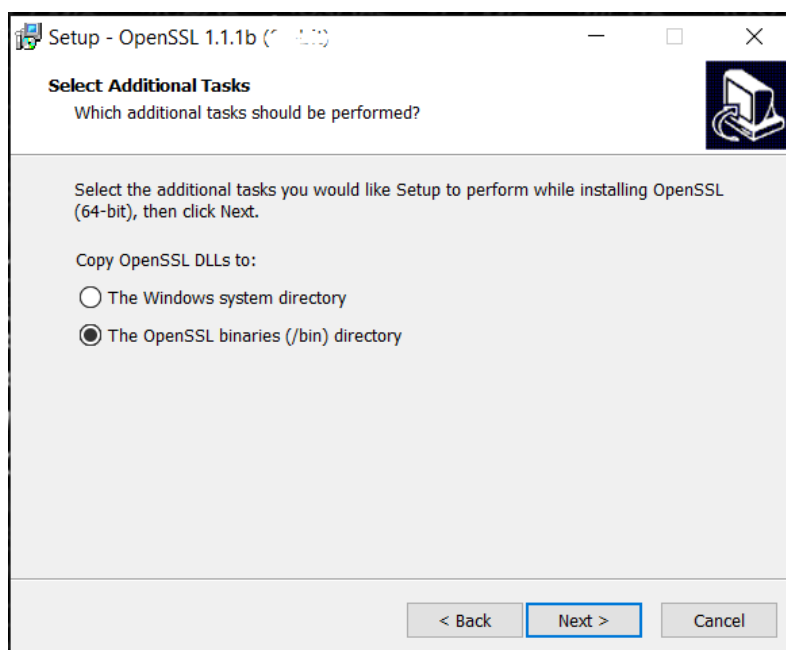 Setup - OpenSSL 1.1.1b (
Select Additional Tasks
Which additional tasks should be performed?
Select the additional tasks you would like Setup to perform while installing OpenSSL
(64-bit), then click Next.
Copy OpenSSL DLLs to:
The Windows system directory
The OpenSSL binaries (/bin) directory
< Back
Next >
Cancel